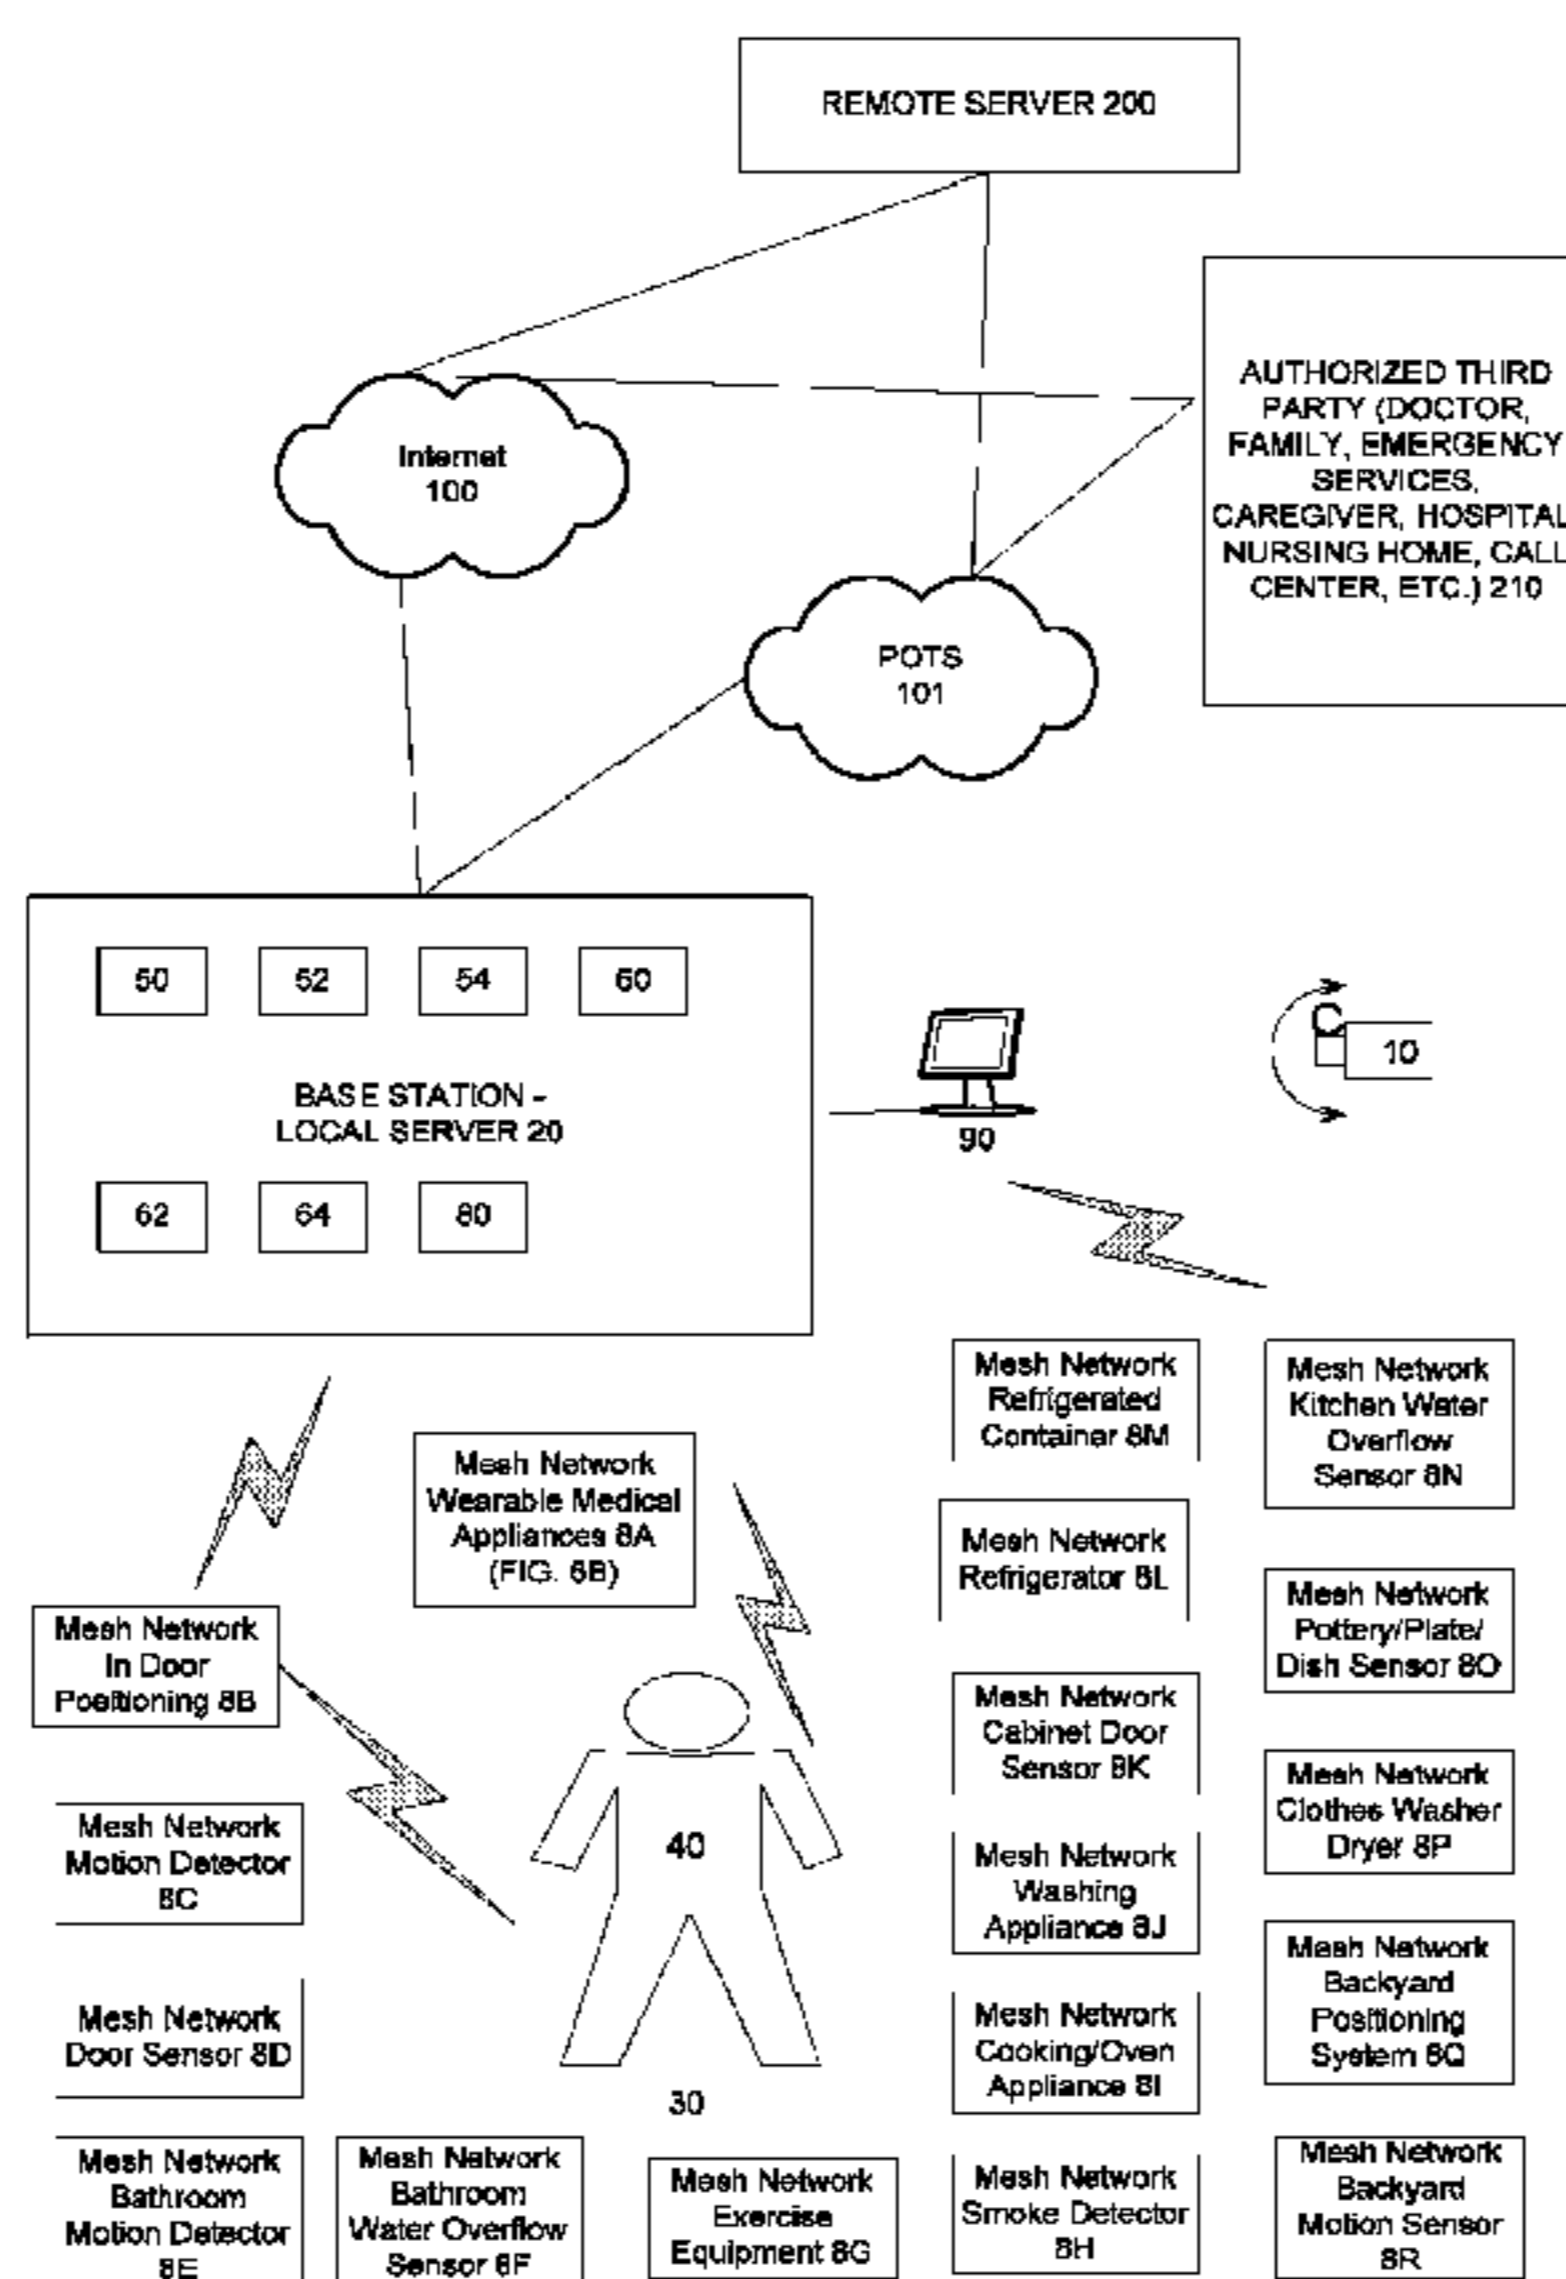 REMOTE SERVER 200
AUTHORIZED THIRD
PARTY (DOCTOR,
FAMILY, EMERGENCY
SERVICES,
CAREGIVER, HOSPITAL
NURSING HOME, CALL
CENTER, ETC.) 210
Internet
100
POTS
101
50
52
54
60
BASE STATION -
LOCAL SERVER 20
62
64
80
90
10
Mesh Network
Wearable Medical
Appliances 8A
(FIG. 6B)
Mesh Network
In Door
Positioning 8B
Mesh Network
Motion Detector
8C
Mesh Network
Door Sensor 8D
Mesh Network
Bathroom
Motion Detector
8E
Mesh Network
Bathroom
Water Overflow
Sensor 8F
40
30
Mesh Network
Exercise
Equipment 8G
Mesh Network
Refrigerated
Container 8M
Mesh Network
Refrigerator 8L
Mesh Network
Cabinet Door
Sensor 8K
Mesh Network
Washing
Appliance 8J
Mesh Network
Cooking/Oven
Appliance 8I
Mesh Network
Smoke Detector
8H
Mesh Network
Kitchen Water
Overflow
Sensor 8N
Mesh Network
Pottery/Plate/
Dish Sensor 8O
Mesh Network
Clothes Washer
Dryer 8P
Mesh Network
Backyard
Positioning
System 8Q
Mesh Network
Backyard
Motion Sensor
8R